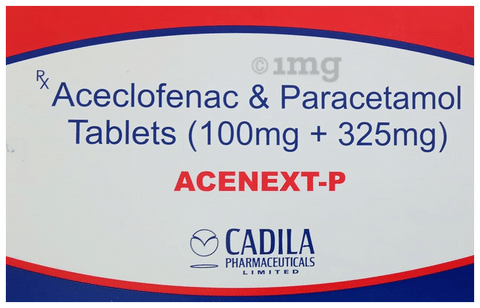 ©1mg
Rx Aceclofenac & Paracetamol
Tablets (100mg + 325mg)
ACENEXT-P
CADILA
PHARMACEUTICALS
LIMITED